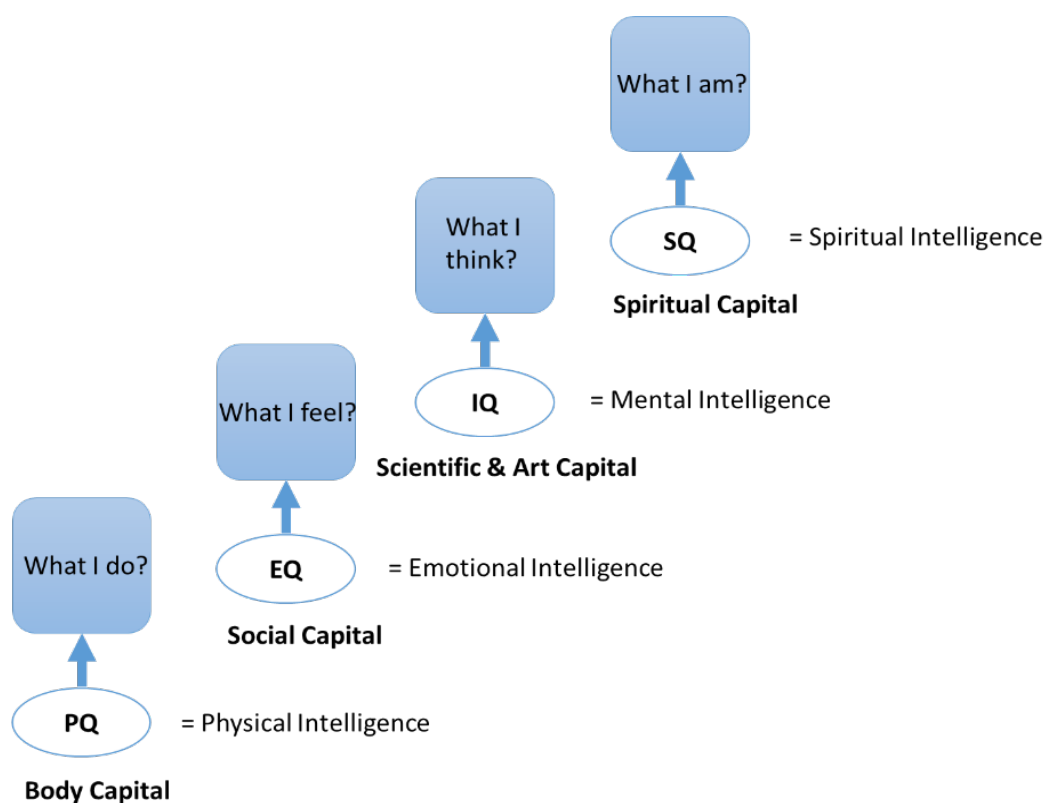 What I am?
SQ
= Spiritual Intelligence
Spiritual Capital
What I
think?
IQ
= Mental Intelligence
Scientific & Art Capital
What I feel?
EQ
= Emotional Intelligence
Social Capital
What I do?
PQ
= Physical Intelligence
Body Capital